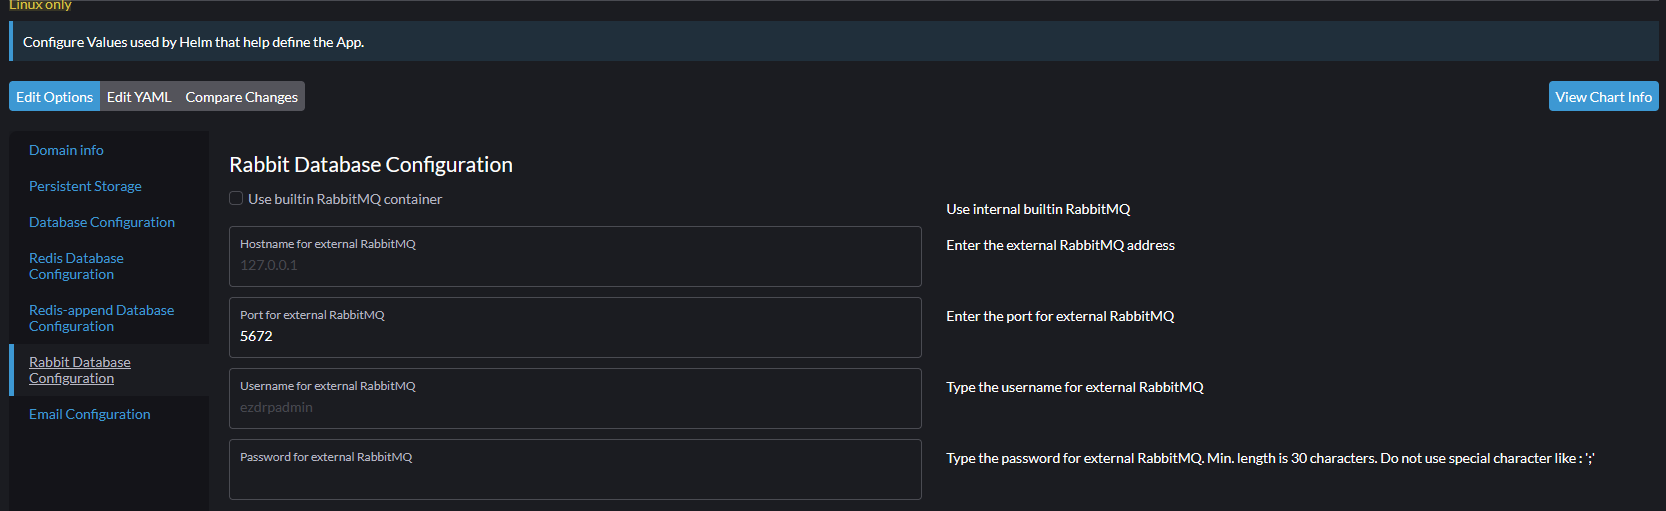 Linux only
Configure Values used by Helm that help define the App.
Edit Options Edit YAML Compare Changes View Chart Info
Domain info
Persistent Storage
Database Configuration
Redis Database
Configuration
Redis-append Database
Configuration
Rabbit Database
Configuration
Email Configuration
Rabbit Database Configuration
Use builtin RabbitMQ container
Use internal builtin RabbitMQ
Hostname for external RabbitMQ
127.0.0.1
Enter the external RabbitMQ address
Port for external RabbitMQ
5672
Enter the port for external RabbitMQ
Username for external RabbitMQ
ezdrpadmin
Type the username for external RabbitMQ
Password for external RabbitMQ
Type the password for external RabbitMQ. Min. length is 30 characters. Do not use special character like : ';'